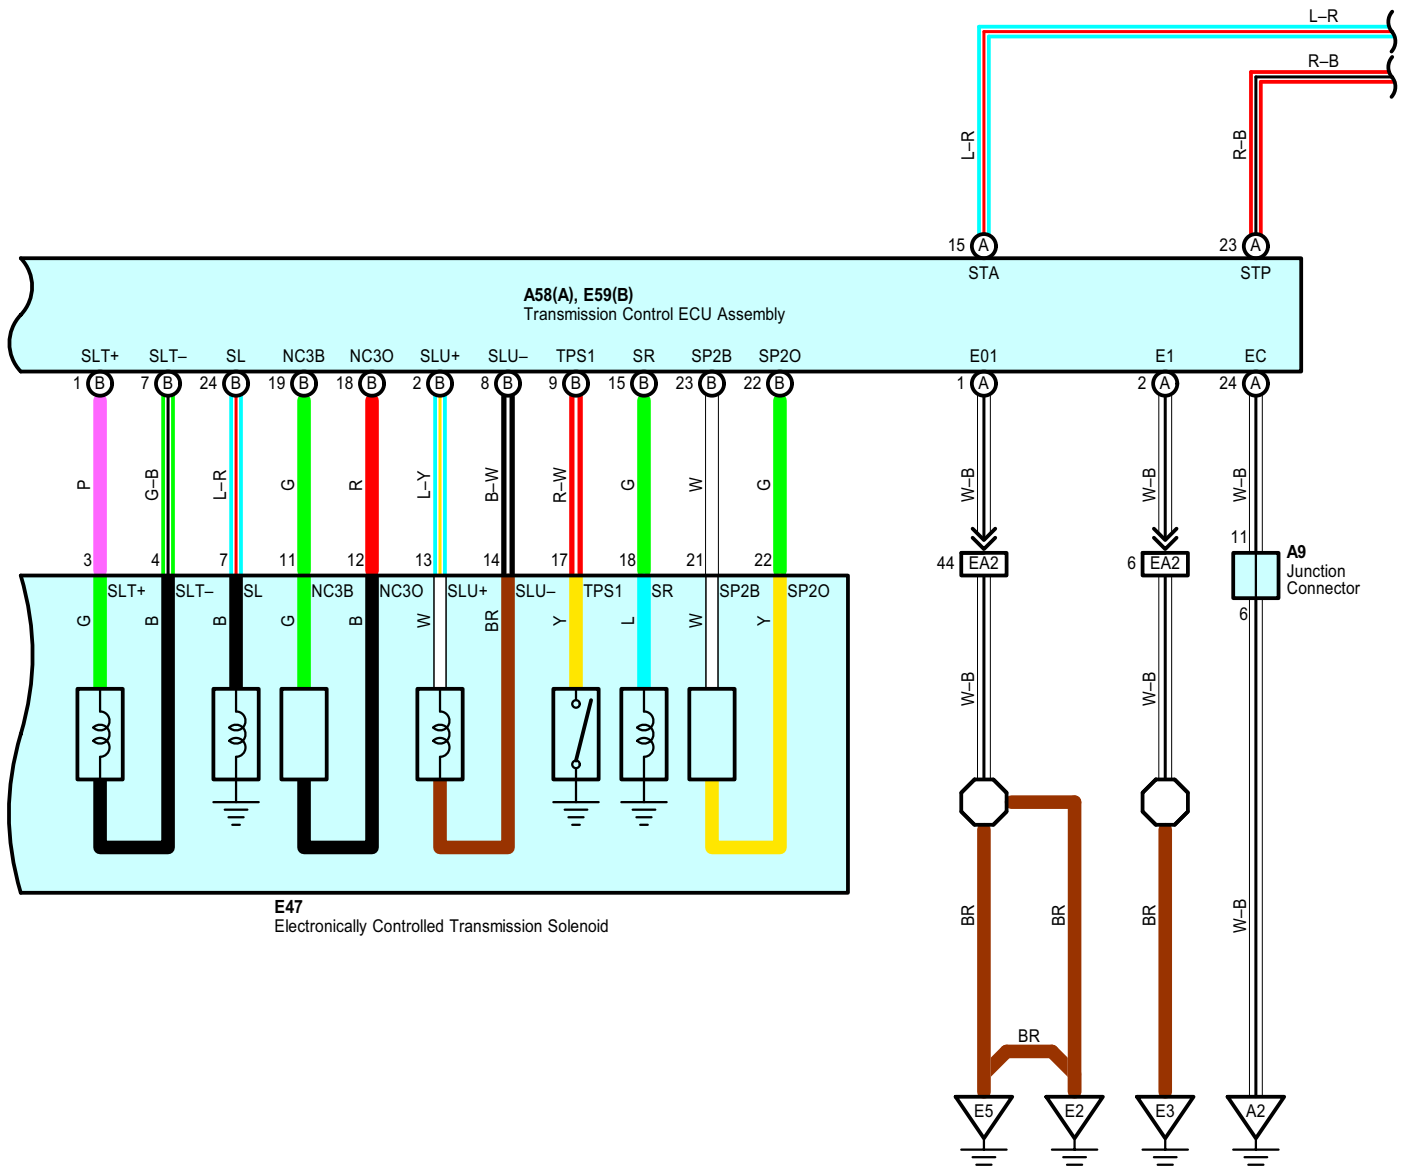 L–R
R–B
L–R
R–B
15 A
23 A
STA
STP
A58(A), E59(B)
Transmission Control ECU Assembly
SLT+ SLT– SL NC3B NC3O SLU+ SLU– TPS1 SR SP2B SP2O E01 E1 EC
1 B 7 B 24 B 19 B 18 B 2 B 8 B 9 B 15 B 23 B 22 B 1 A 2 A 24 A
P G–B L–R G R L–Y B–W R–W G W G W–B W–B W–B
3 4 7 11 12 13 14 17 18 21 22
11
A9
Junction
Connector
44 EA2
6 EA2
6
SLT+ SLT– SL NC3B NC3O SLU+ SLU– TPS1 SR SP2B SP2O
G B B G B W BR Y L W Y
W–B W–B
E47
Electronically Controlled Transmission Solenoid
BR BR BR W–B
BR
E5 E2 E3 A2